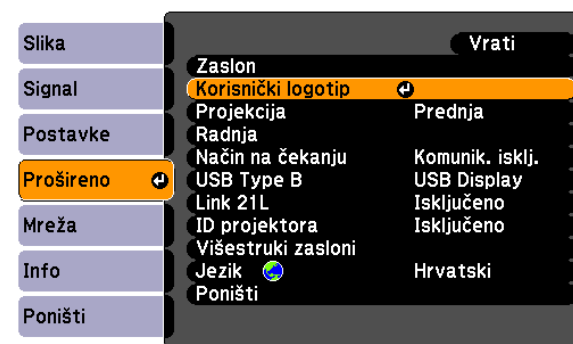 Slika
Signal
Postavke
Prošireno
Mreža
Info
Poništi
Vrati
Zaslon
Korisnički logotip
Projekcija Prednja
Radnja
Način na čekanju Komunik. isklj.
USB Type B USB Display
Link 21L Isključeno
ID projektora Isključeno
Višestruki zasloni
Jezik Hrvatski
Poništi